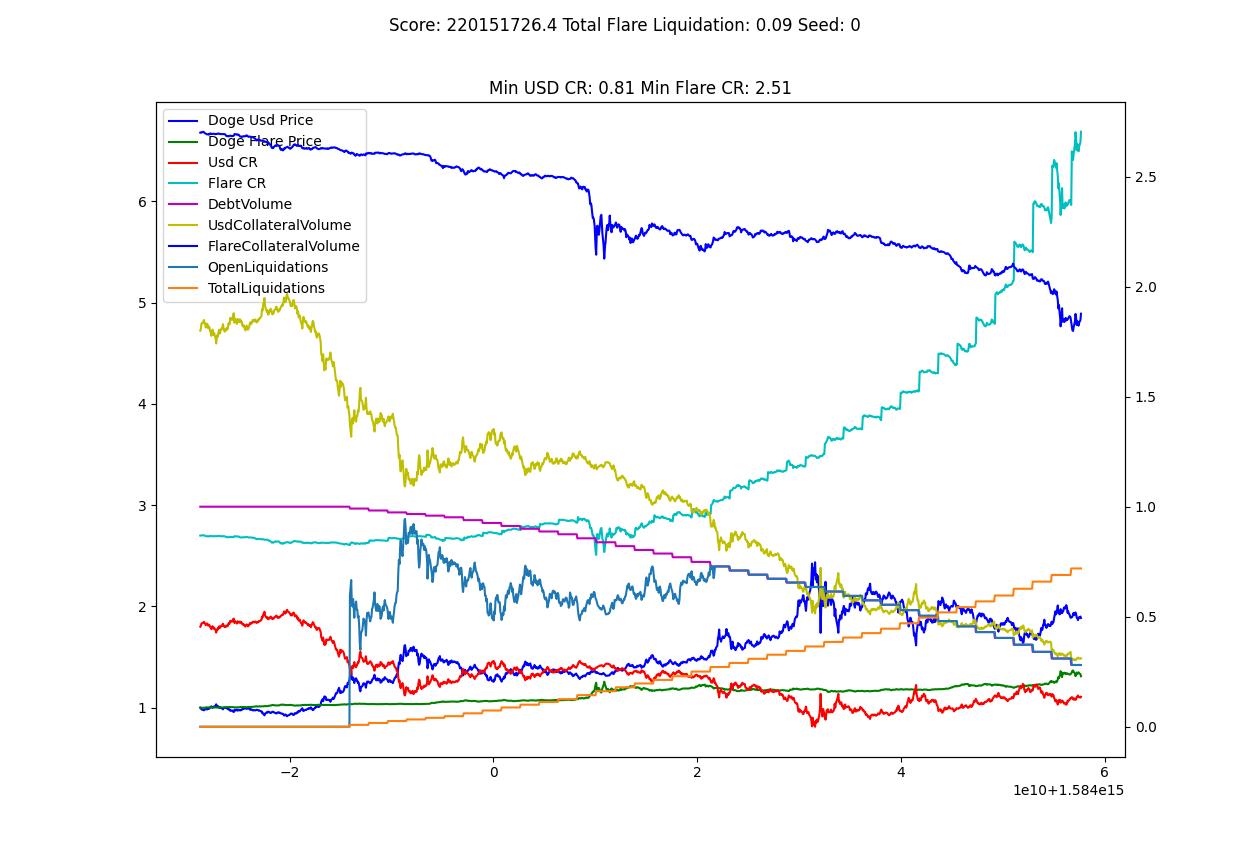 Score: 220151726.4 Total Flare Liquidation: 0.09 Seed: 0
Min USD CR: 0.81 Min Flare CR: 2.51
Doge Usd Price
Doge Flare Price
Usd CR
Flare CR
DebtVolume
UsdCollateralVolume
FlareCollateralVolume
OpenLiquidations
TotalLiquidations
6
5
4
3
2
1
2.5
2.0
1.5
1.0
0.5
0.0
−2
0
2
4
6
1e10+1.584e15